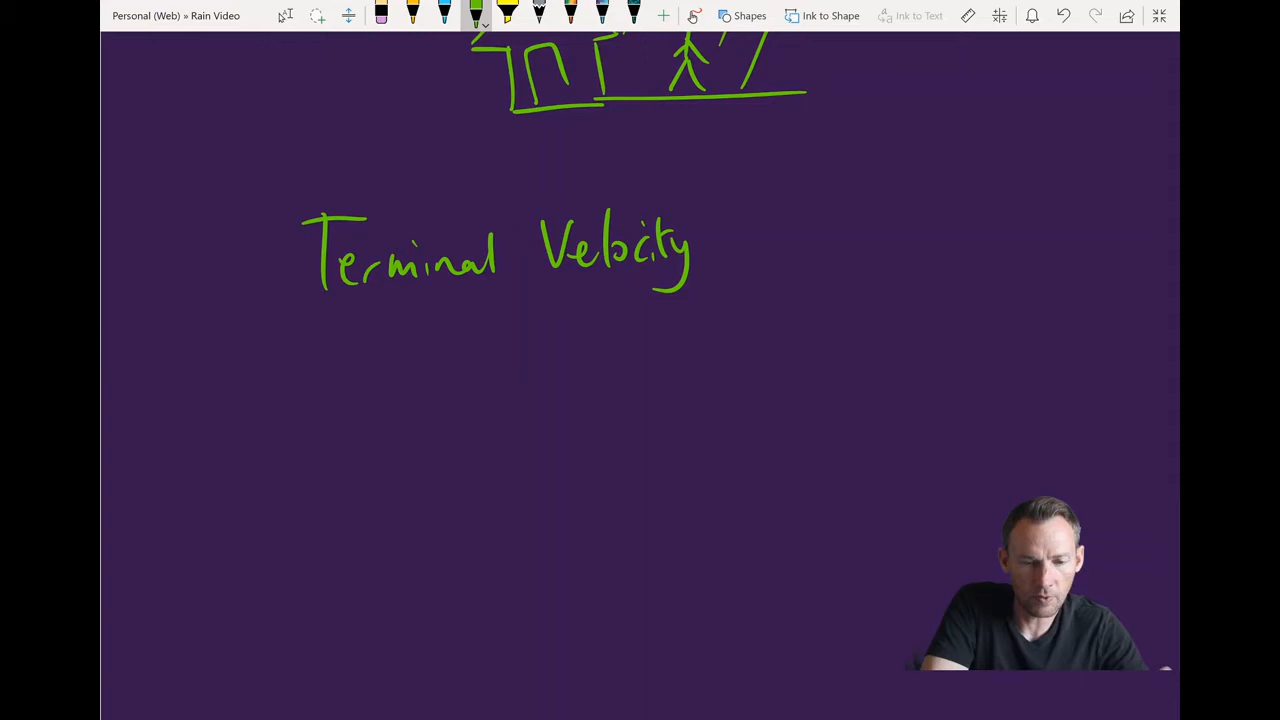 Personal (Web) » Rain Video
Shapes
Ink to Shape
Ink to Text
Terminal Velocity